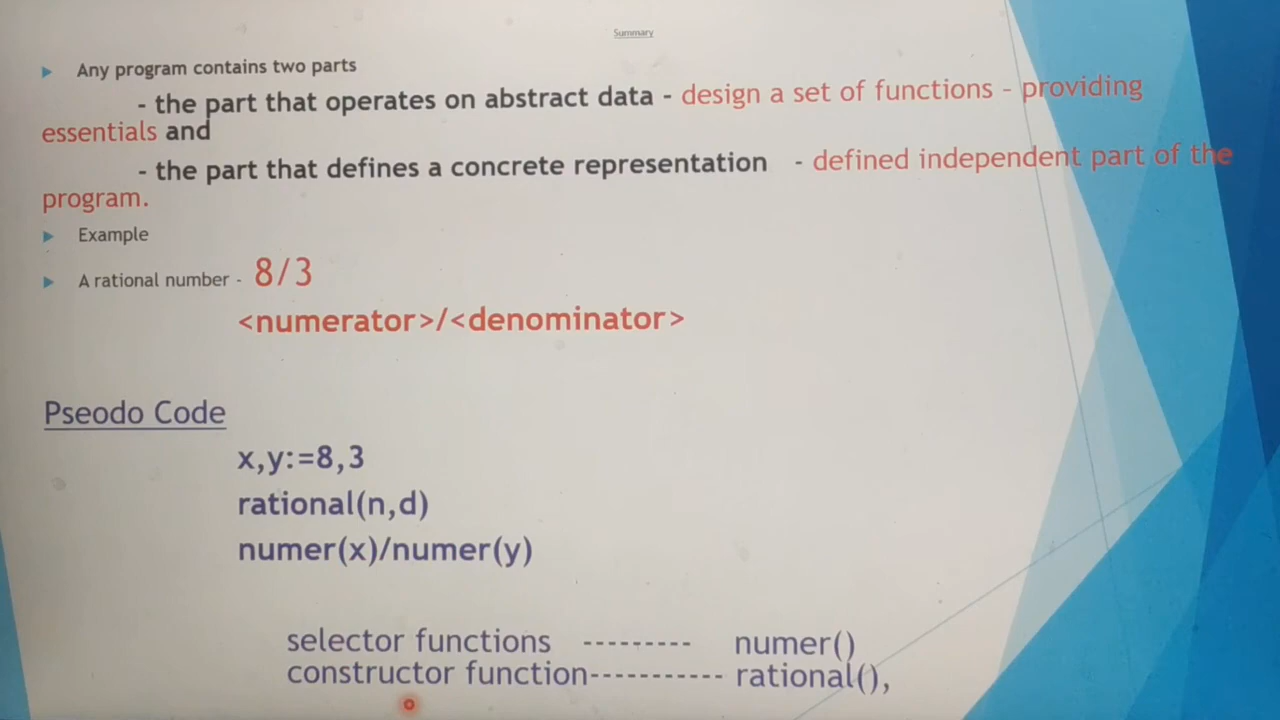 Summary
Any program contains two parts
- the part that operates on abstract data - design a set of functions - providing
essentials and
- the part that defines a concrete representation - defined independent part of the
program.
Example
A rational number - 8/3
<numerator>/<denominator>
Pseodo Code
x,y:=8,3
rational(n,d)
numer(x)/numer(y)
selector functions --------- numer()
constructor function----------- rational(),